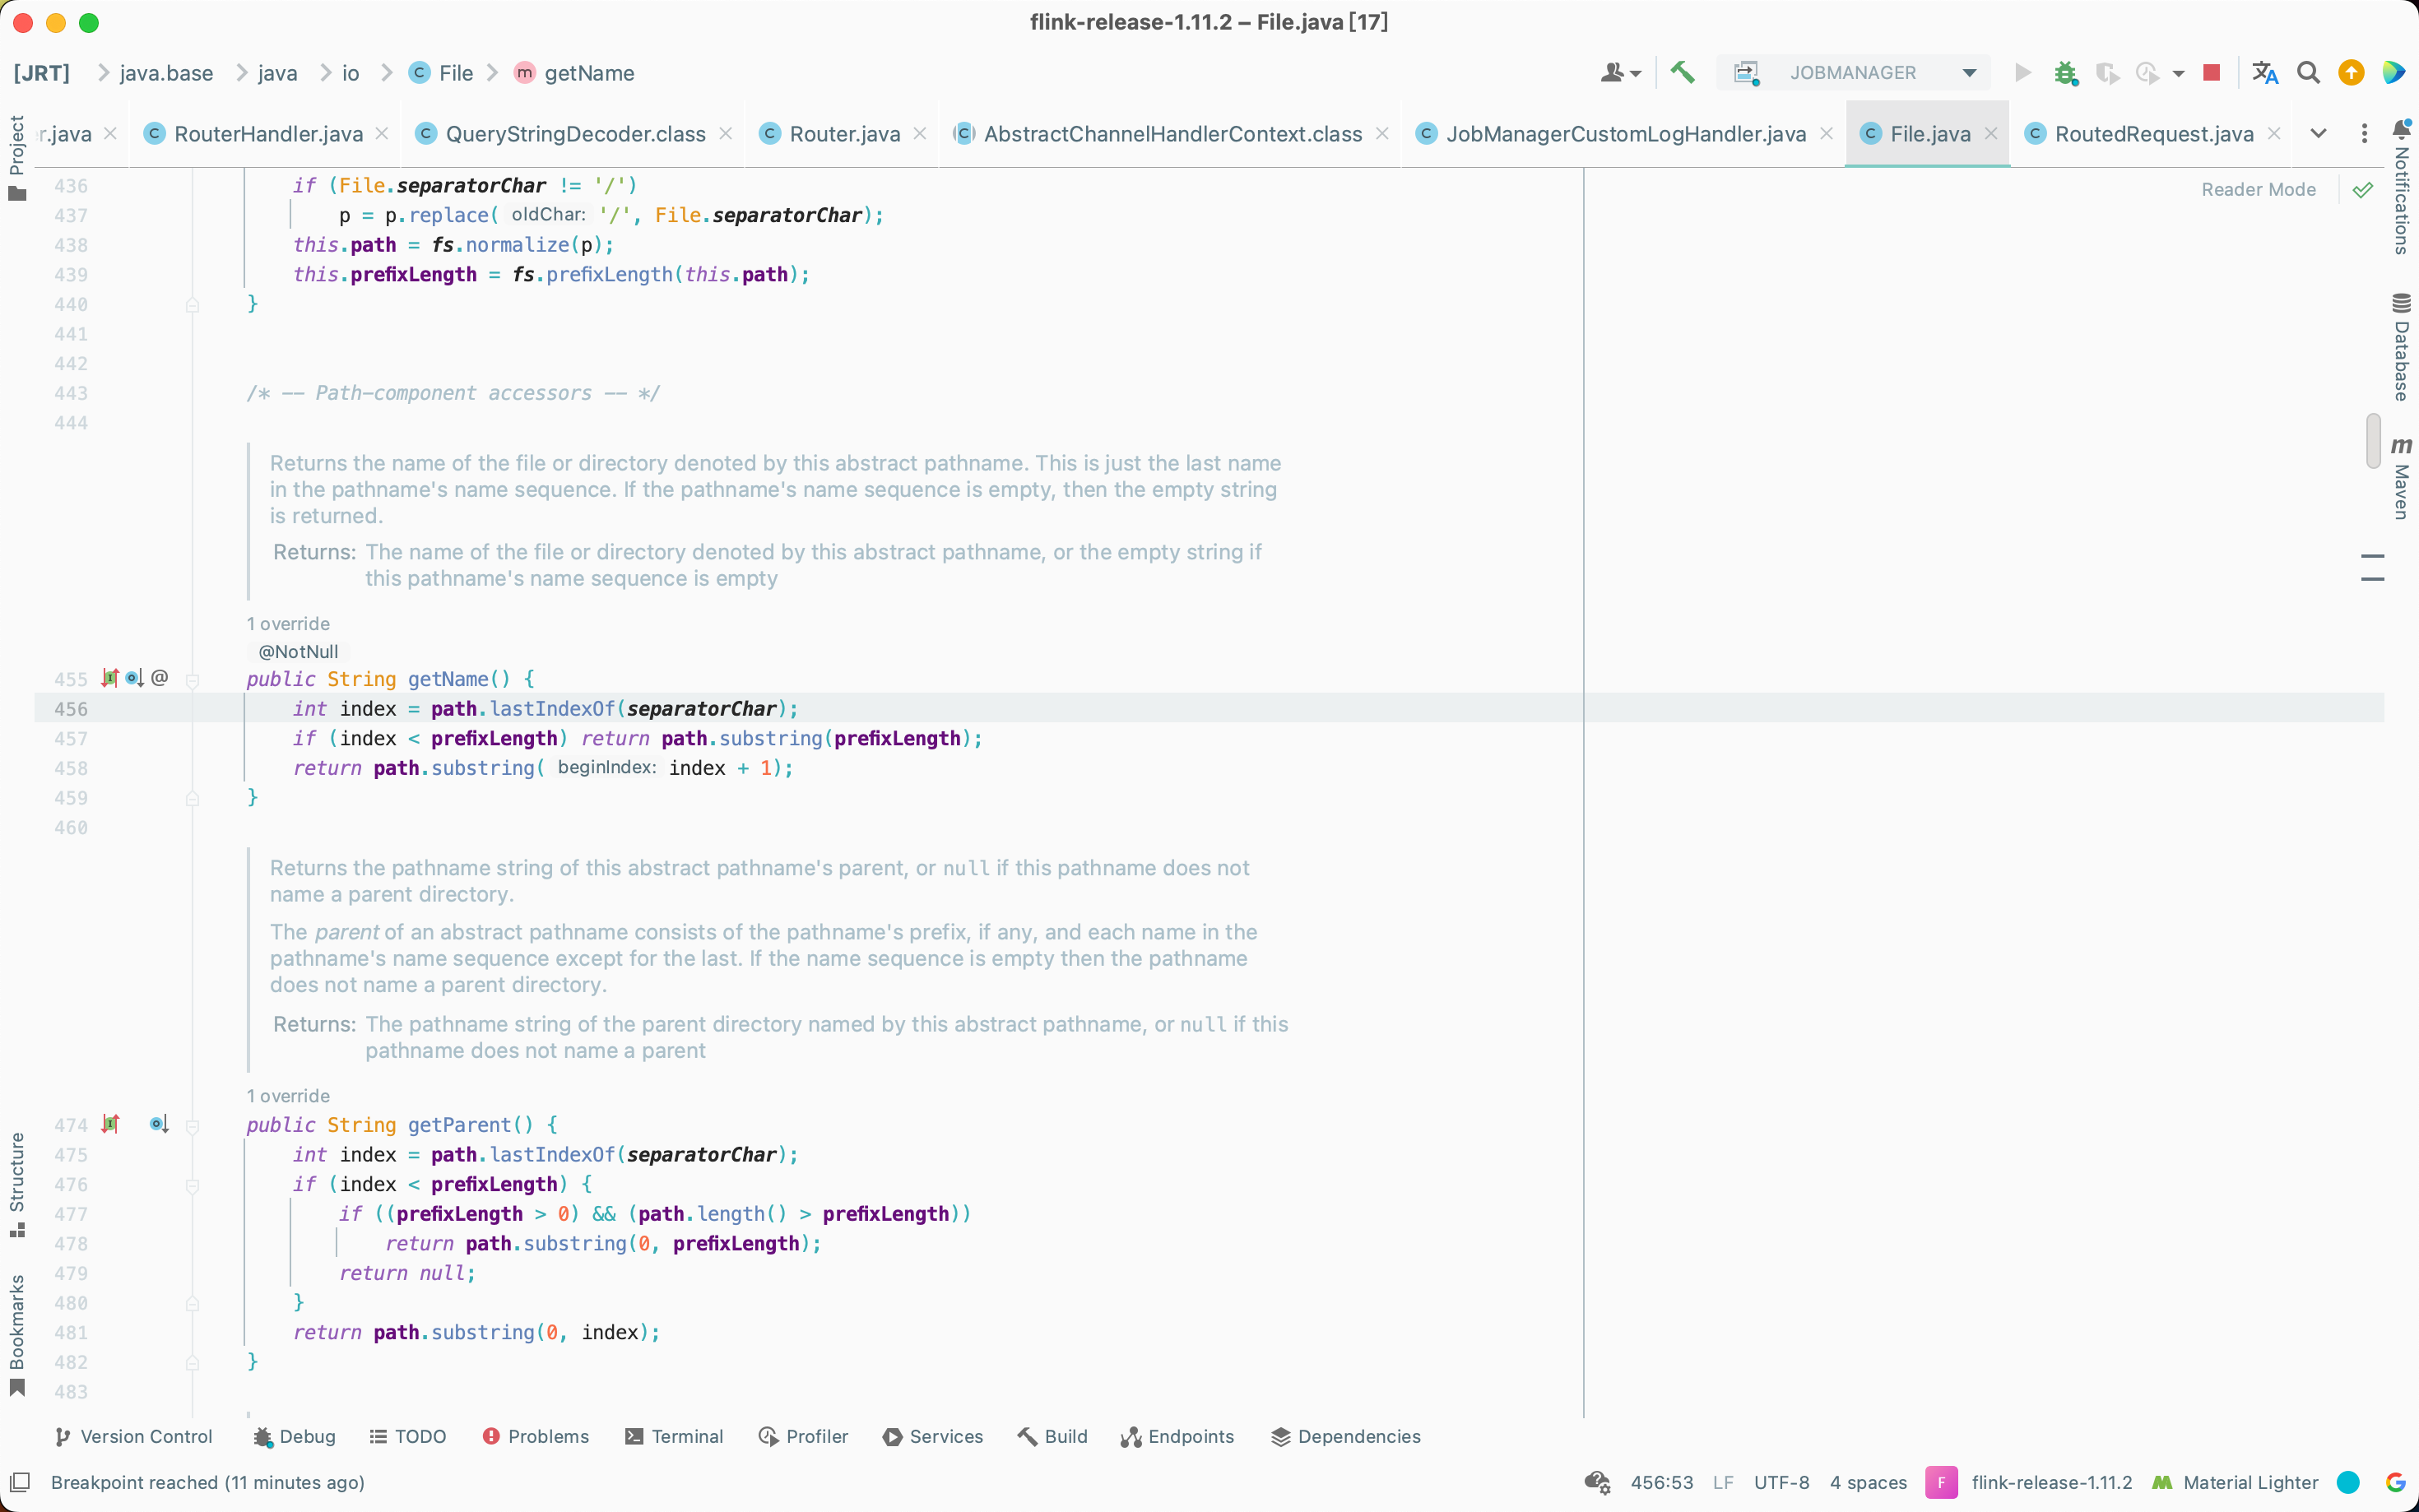 flink-release-1.11.2 – File.java [17]
[JRT] java.base java io File getName
JOBMANAGER
r.java RouterHandler.java QueryStringDecoder.class Router.java AbstractChannelHandlerContext.class JobManagerCustomLogHandler.java File.java RoutedRequest.java
Project
Structure
Bookmarks
Notifications
Database
Maven
Reader Mode
436 if (File.separatorChar != '/')
437 p = p.replace( oldChar: '/', File.separatorChar);
438 this.path = fs.normalize(p);
439 this.prefixLength = fs.prefixLength(this.path);
440 }
441
442
443 /* -- Path-component accessors -- */
444
Returns the name of the file or directory denoted by this abstract pathname. This is just the last name
in the pathname's name sequence. If the pathname's name sequence is empty, then the empty string
is returned.
Returns: The name of the file or directory denoted by this abstract pathname, or the empty string if
this pathname's name sequence is empty
1 override
@NotNull
455 @ public String getName() {
456 int index = path.lastIndexOf(separatorChar);
457 if (index < prefixLength) return path.substring(prefixLength);
458 return path.substring( beginIndex: index + 1);
459 }
460
Returns the pathname string of this abstract pathname's parent, or null if this pathname does not
name a parent directory.
The parent of an abstract pathname consists of the pathname's prefix, if any, and each name in the
pathname's name sequence except for the last. If the name sequence is empty then the pathname
does not name a parent directory.
Returns: The pathname string of the parent directory named by this abstract pathname, or null if this
pathname does not name a parent
1 override
474 public String getParent() {
475 int index = path.lastIndexOf(separatorChar);
476 if (index < prefixLength) {
477 if ((prefixLength > 0) && (path.length() > prefixLength))
478 return path.substring(0, prefixLength);
479 return null;
480 }
481 return path.substring(0, index);
482 }
483
Version Control Debug TODO Problems Terminal Profiler Services Build Endpoints Dependencies
Breakpoint reached (11 minutes ago) 456:53 LF UTF-8 4 spaces F flink-release-1.11.2 Material Lighter